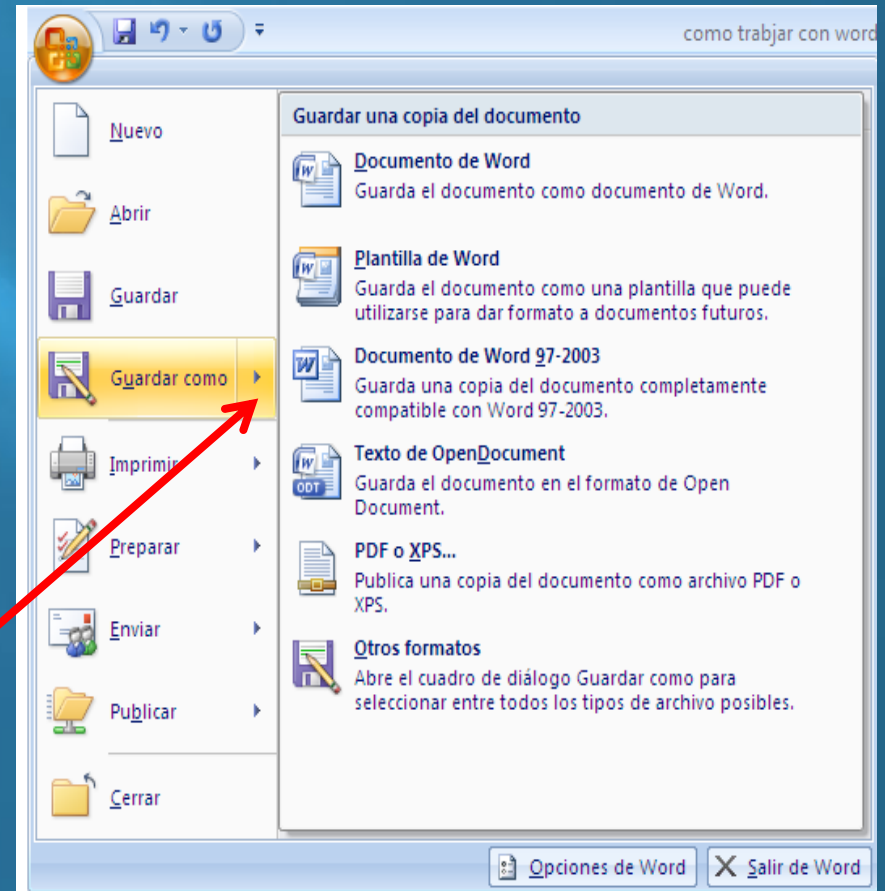 como trabjar con word
Nuevo
Abrir
Guardar
Guardar como
Imprimir
Preparar
Enviar
Publicar
Cerrar
Guardar una copia del documento
Documento de Word
Guarda el documento como documento de Word.
Plantilla de Word
Guarda el documento como una plantilla que puede
utilizarse para dar formato a documentos futuros.
Documento de Word 97-2003
Guarda una copia del documento completamente
compatible con Word 97-2003.
Texto de OpenDocument
Guarda el documento en el formato de Open
Document.
ODT
PDF o XPS...
Publica una copia del documento como archivo PDF o
XPS.
Otros formatos
Abre el cuadro de diálogo Guardar como para
seleccionar entre todos los tipos de archivo posibles.
Opciones de Word
Salir de Word